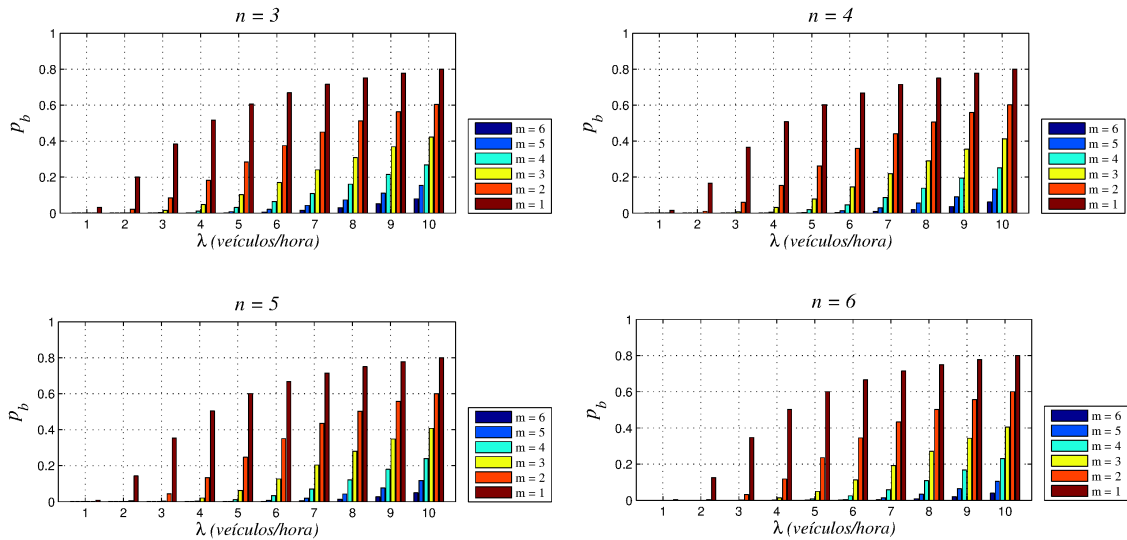 n = 3
1
0.8
0.6
0.4
0.2
0
p_b
1 2 3 4 5 6 7 8 9 10
λ (veículos/hora)
m = 6
m = 5
m = 4
m = 3
m = 2
m = 1
n = 4
1
0.8
0.6
0.4
0.2
0
p_b
1 2 3 4 5 6 7 8 9 10
λ (veículos/hora)
m = 6
m = 5
m = 4
m = 3
m = 2
m = 1
n = 5
1
0.8
0.6
0.4
0.2
0
p_b
1 2 3 4 5 6 7 8 9 10
λ (veículos/hora)
m = 6
m = 5
m = 4
m = 3
m = 2
m = 1
n = 6
1
0.8
0.6
0.4
0.2
0
p_b
1 2 3 4 5 6 7 8 9 10
λ (veículos/hora)
m = 6
m = 5
m = 4
m = 3
m = 2
m = 1